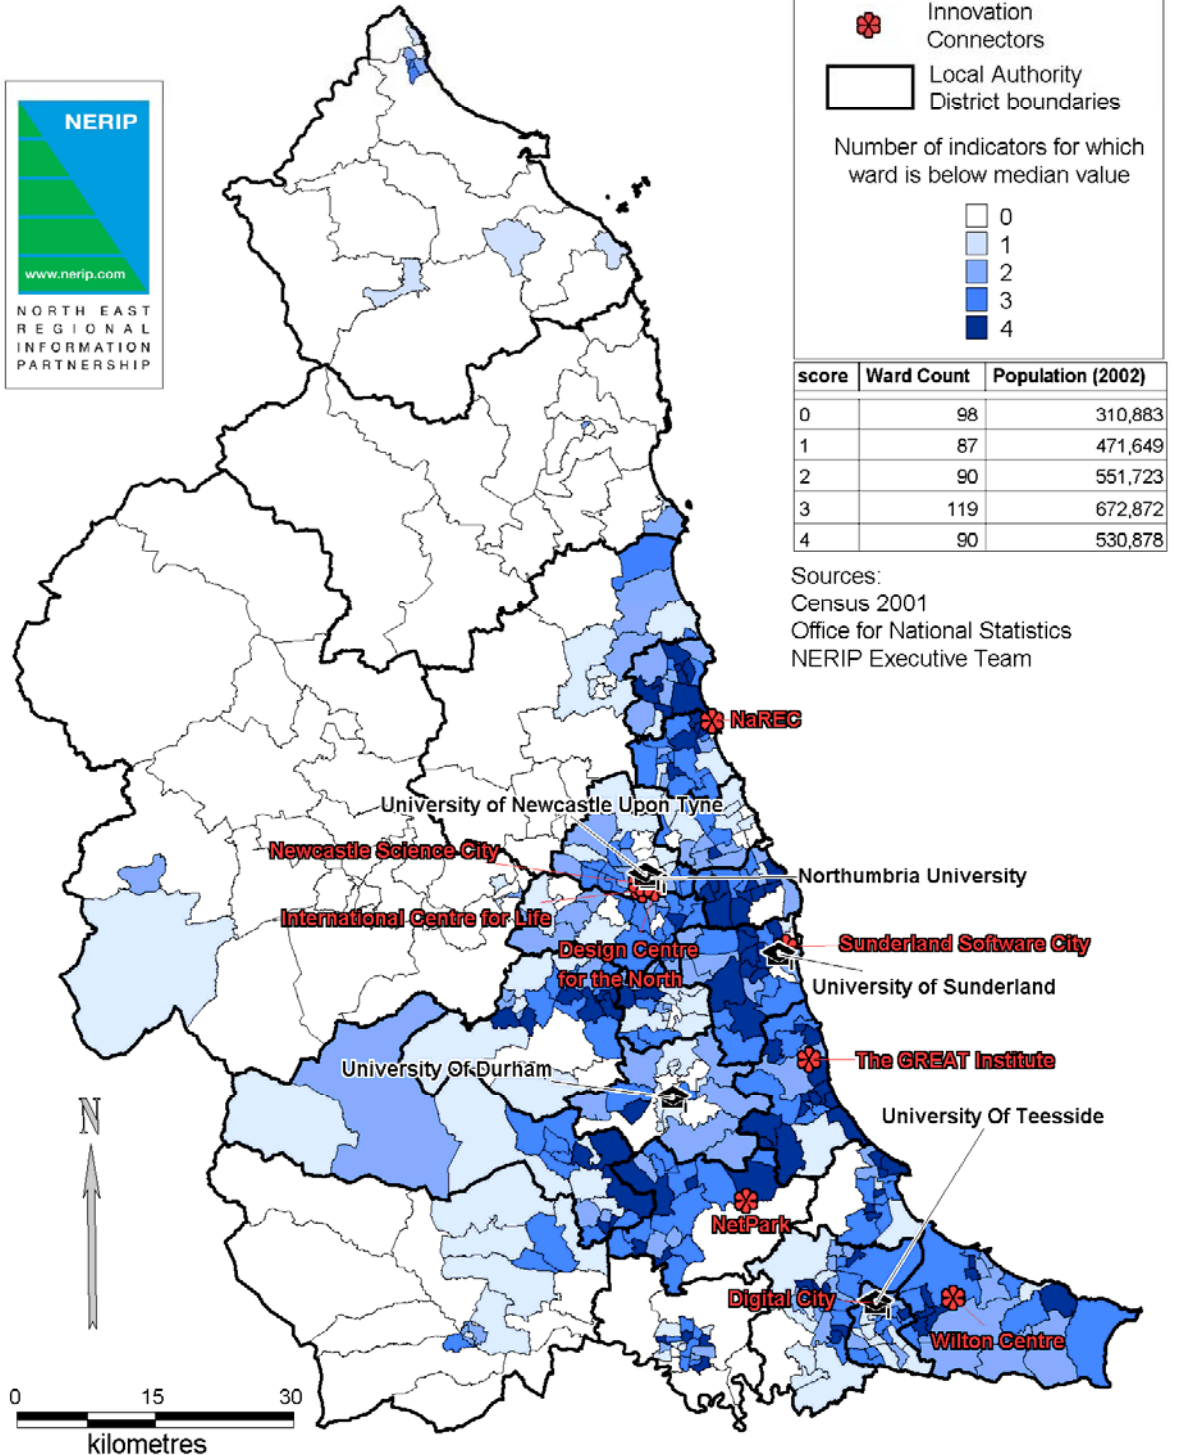 Innovation
Connectors
Local Authority
District boundaries
Number of indicators for which
ward is below median value
0
1
2
3
4
NERIP
www.nerip.com
NORTH EAST
REGIONAL
INFORMATION
PARTNERSHIP
score Ward Count Population (2002)
0 98 310,883
1 87 471,649
2 90 551,723
3 119 672,872
4 90 530,878
Sources:
Census 2001
Office for National Statistics
NERIP Executive Team
NaREC
University of Newcastle Upon Tyne
Newcastle Science City
Northumbria University
International Centre for Life
Design Centre
for the North
Sunderland Software City
University of Sunderland
The GREAT Institute
University Of Durham
University Of Teesside
N
NetPark
Digital City
Wilton Centre
0 15 30
kilometres